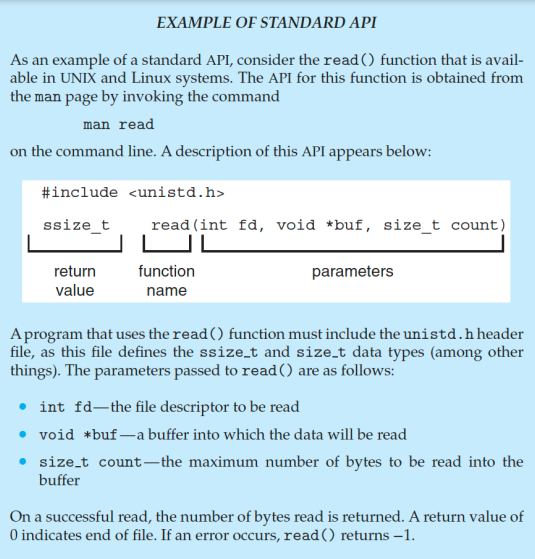 EXAMPLE OF STANDARD API
As an example of a standard API, consider the read() function that is avail-
able in UNIX and Linux systems. The API for this function is obtained from
the man page by invoking the command
man read
on the command line. A description of this API appears below:
#include <unistd.h>
ssize_t read(int fd, void *buf, size_t count)
return function parameters
value name
A program that uses the read() function must include the unistd.h header
file, as this file defines the ssize_t and size_t data types (among other
things). The parameters passed to read() are as follows:
• int fd—the file descriptor to be read
• void *buf—a buffer into which the data will be read
• size_t count—the maximum number of bytes to be read into the
buffer
On a successful read, the number of bytes read is returned. A return value of
0 indicates end of file. If an error occurs, read() returns −1.